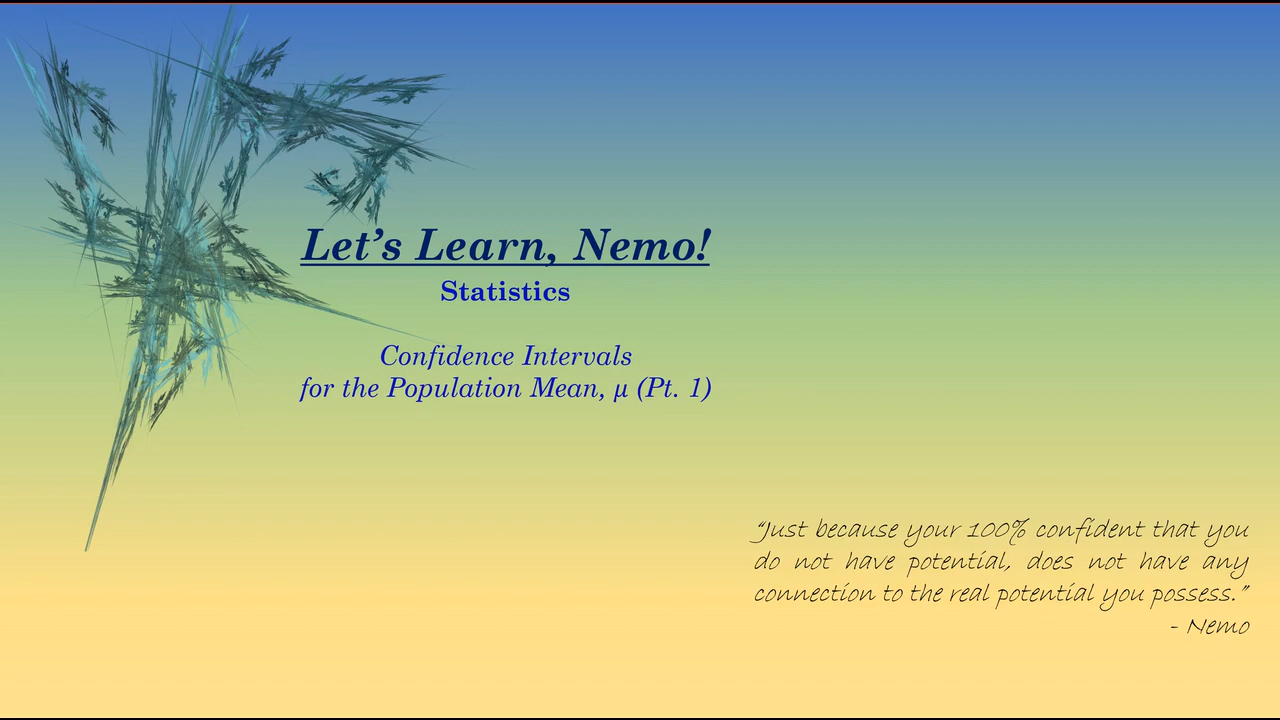 Let’s Learn, Nemo!
Statistics
Confidence Intervals
for the Population Mean, µ (Pt. 1)
“Just because your 100% confident that you
do not have potential, does not have any
connection to the real potential you possess.”
- Nemo